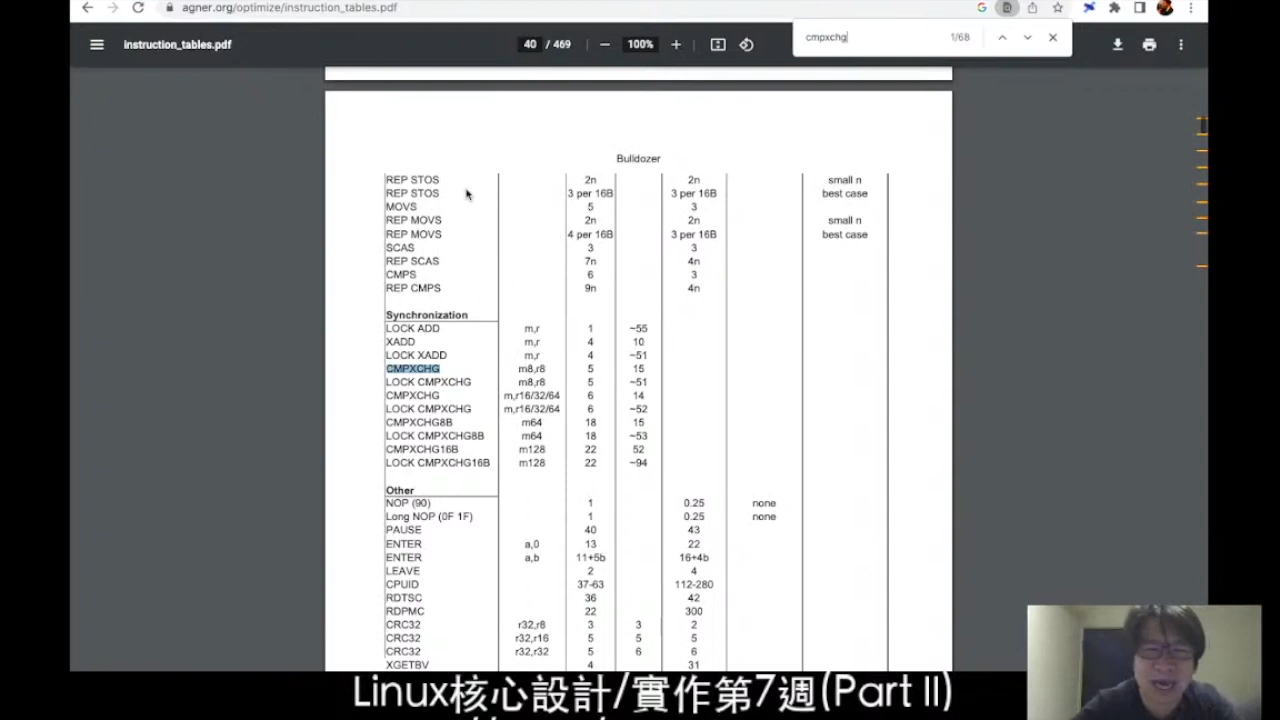 agner.org/optimize/instruction_tables.pdf
cmpxchg 1/68
instruction_tables.pdf 40 / 469 100%
Bulldozer
REP STOS 2n 2n small n
REP STOS 3 per 16B 3 per 16B best case
MOVS 5 3
REP MOVS 2n 2n small n
REP MOVS 4 per 16B 3 per 16B best case
SCAS 3 3
REP SCAS 7n 4n
CMPS 6 3
REP CMPS 9n 4n
Synchronization
LOCK ADD m,r 1 ~55
XADD m,r 4 10
LOCK XADD m,r 4 ~51
CMPXCHG m8,r8 5 15
LOCK CMPXCHG m8,r8 5 ~51
CMPXCHG m,r16/32/64 6 14
LOCK CMPXCHG m,r16/32/64 6 ~52
CMPXCHG8B m64 18 15
LOCK CMPXCHG8B m64 18 ~53
CMPXCHG16B m128 22 52
LOCK CMPXCHG16B m128 22 ~94
Other
NOP (90) 1 0.25 none
Long NOP (0F 1F) 1 0.25 none
PAUSE 40 43
ENTER a,0 13 22
ENTER a,b 11+5b 16+4b
LEAVE 2 4
CPUID 37-63 112-280
RDTSC 36 42
RDPMC 22 300
CRC32 r32,r8 3 3 2
CRC32 r32,r16 5 5 5
CRC32 r32,r32 5 6 6
XGETBV 4 31
Linux核心設計/實作第7週(Part II)